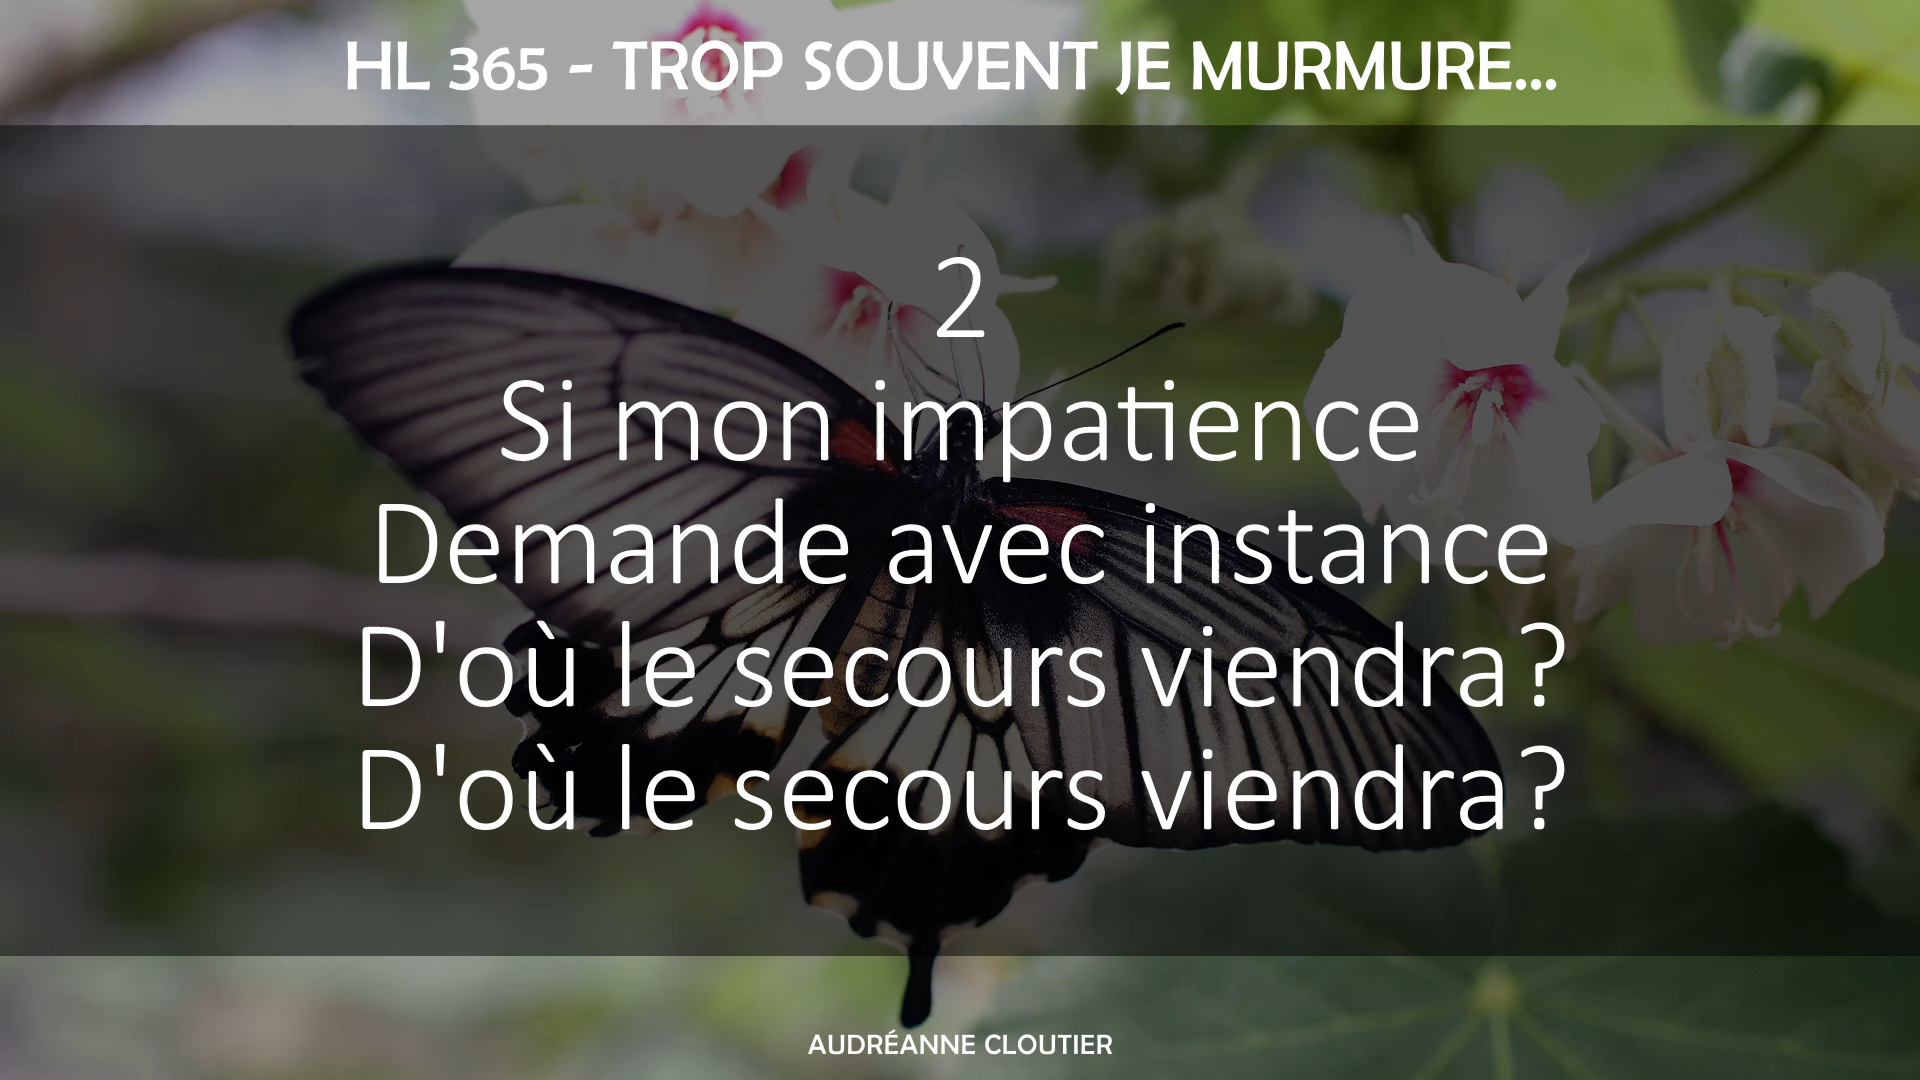 HL 365 - TROP SOUVENT JE MURMURE...
2
Si mon impatience
Demande avec instance
D'où le secours viendra?
D'où le secours viendra?
AUDRÉANNE CLOUTIER